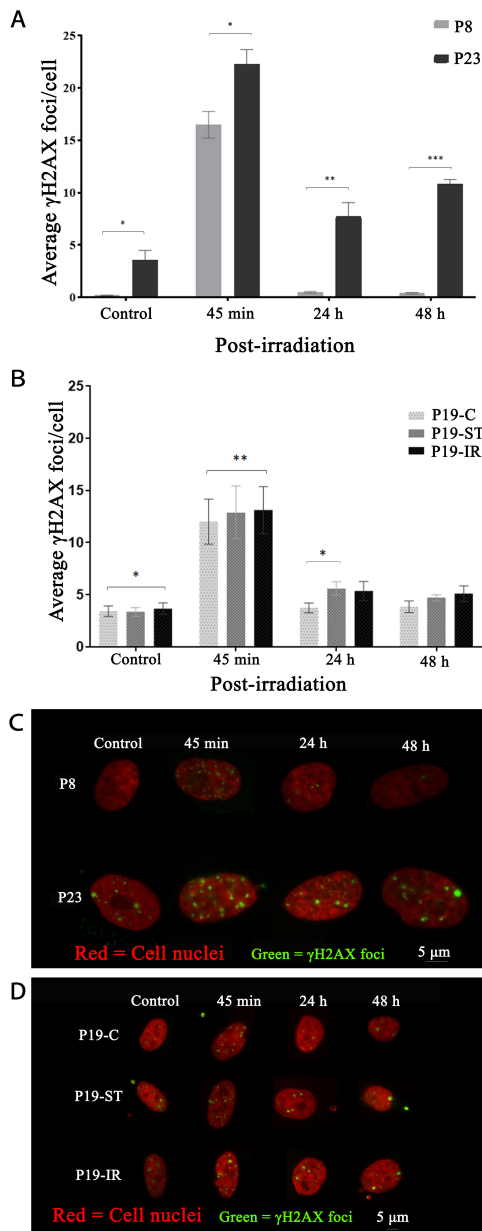 A
Average γH2AX foci/cell
25
20
15
10
5
0
*
*
**
***
P8
P23
Control
45 min
24 h
48 h
Post-irradiation
B
Average γH2AX foci/cell
25
20
15
10
5
0
*
**
*
P19-C
P19-ST
P19-IR
Control
45 min
24 h
48 h
Post-irradiation
C
Control 45 min 24 h 48 h
P8
P23
Red = Cell nuclei Green = γH2AX foci 5 μm
D
Control 45 min 24 h 48 h
P19-C
P19-ST
P19-IR
Red = Cell nuclei Green = γH2AX foci 5 μm